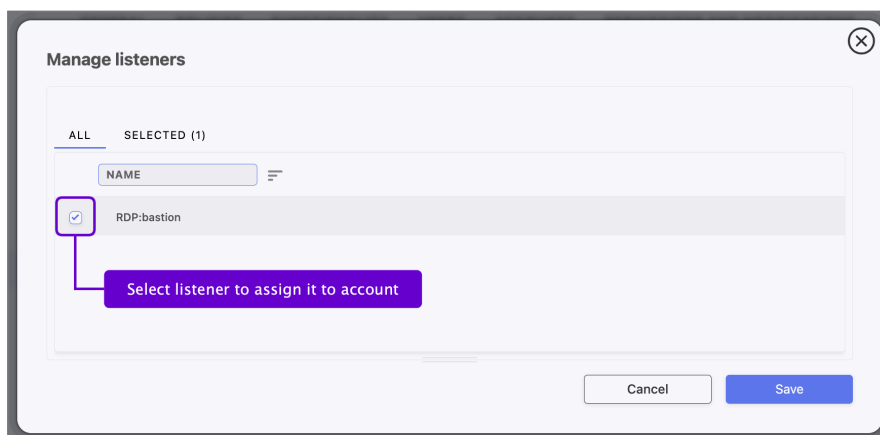 Manage listeners
ALL SELECTED (1)
NAME
RDP:bastion
Select listener to assign it to account
Cancel Save